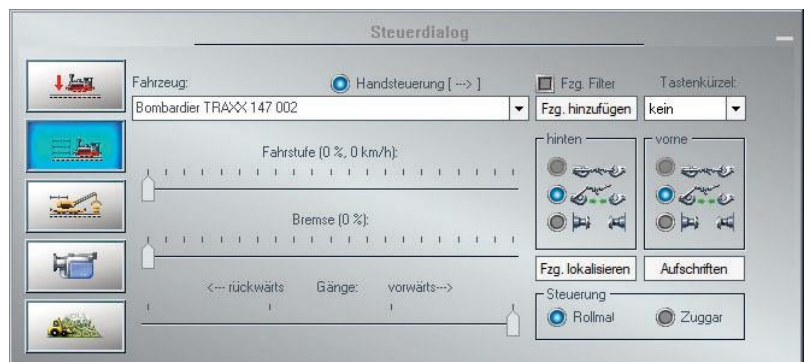 Steuerdialog
Fahrzeug:
Handsteuerung [ ---> ]
Fzg. Filter
Tastenkürzel:
Bombardier TRAXX 147 002
Fzg. hinzufügen
kein
Fahrstufe (0 %, 0 km/h):
hinten
vorne
Bremse (0 %):
Fzg. lokalisieren
Aufschriften
<--- rückwärts Gänge: vorwärts--->
Steuerung
Rollmal
Zuggar